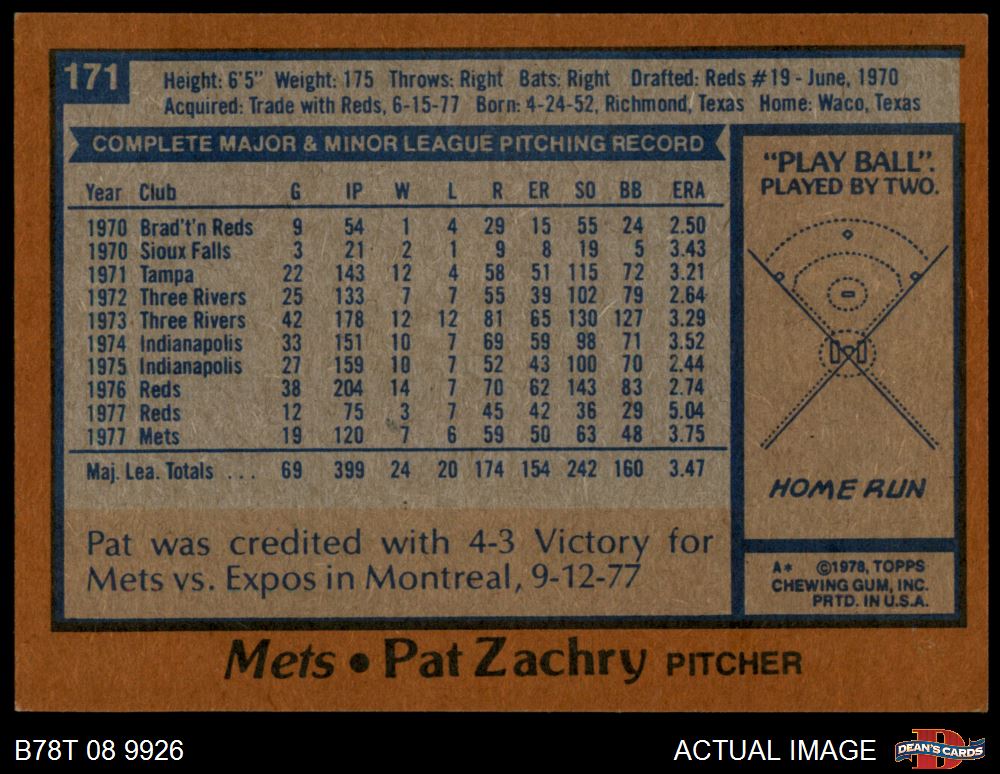 171
Height: 6'5" Weight: 175 Throws: Right Bats: Right Drafted: Reds #19 - June, 1970
Acquired: Trade with Reds, 6-15-77 Born: 4-24-52, Richmond, Texas Home: Waco, Texas
COMPLETE MAJOR & MINOR LEAGUE PITCHING RECORD
Year Club G IP W L R ER SO BB ERA
1970 Brad't'n Reds 9 54 1 4 29 15 55 24 2.50
1970 Sioux Falls 3 21 2 1 9 8 19 5 3.43
1971 Tampa 22 143 12 4 58 51 115 72 3.21
1972 Three Rivers 25 133 7 7 55 39 102 79 2.64
1973 Three Rivers 42 178 12 12 81 65 130 127 3.29
1974 Indianapolis 33 151 10 7 69 59 98 71 3.52
1975 Indianapolis 27 159 10 7 52 43 100 70 2.44
1976 Reds 38 204 14 7 70 62 143 83 2.74
1977 Reds 12 75 3 7 45 42 36 29 5.04
1977 Mets 19 120 7 6 59 50 63 48 3.75
Maj. Lea. Totals . . . 69 399 24 20 174 154 242 160 3.47
Pat was credited with 4-3 Victory for
Mets vs. Expos in Montreal, 9-12-77
"PLAY BALL".
PLAYED BY TWO.
HOME RUN
A* ©1978, TOPPS
CHEWING GUM, INC.
PRTD. IN U.S.A.
Mets • Pat Zachry PITCHER
B78T 08 9926
ACTUAL IMAGE
DEAN'S CARDS